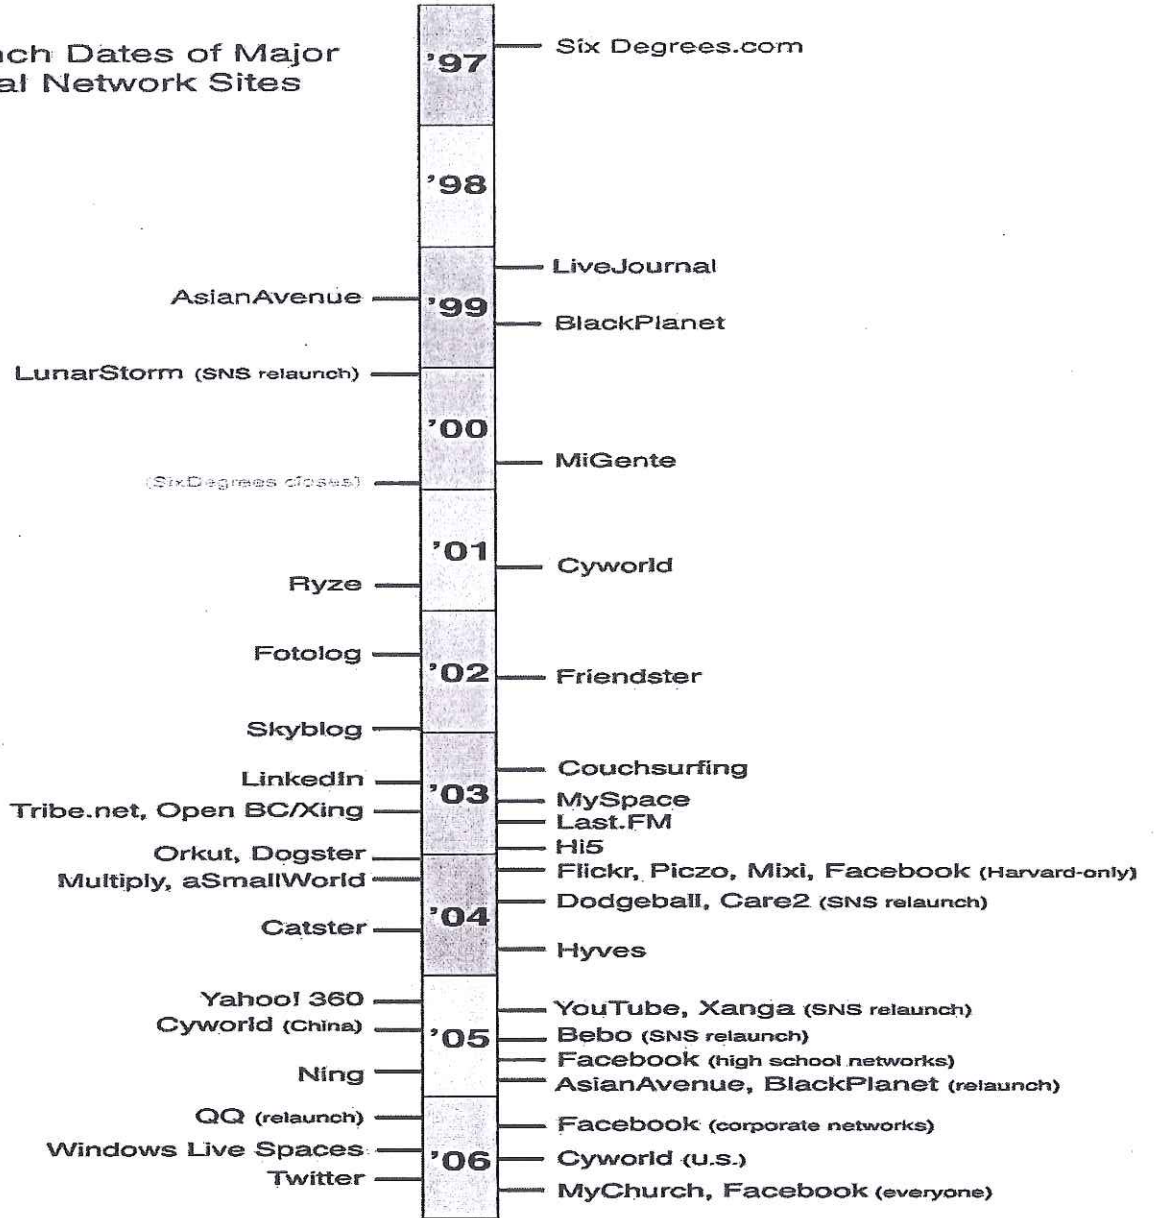 nch Dates of Major
al Network Sites
'97
Six Degrees.com
'98
LiveJournal
AsianAvenue
'99
BlackPlanet
LunarStorm (SNS relaunch)
'00
MiGente
(SixDegrees closes)
'01
Cyworld
Ryze
Fotolog
'02
Friendster
Skyblog
Couchsurfing
LinkedIn
'03
MySpace
Tribe.net, Open BC/Xing
Last.FM
Hi5
Orkut, Dogster
Flickr, Piczo, Mixi, Facebook (Harvard-only)
Multiply, aSmallWorld
Dodgeball, Care2 (SNS relaunch)
'04
Catster
Hyves
Yahoo! 360
YouTube, Xanga (SNS relaunch)
Cyworld (China)
'05
Bebo (SNS relaunch)
Facebook (high school networks)
Ning
AsianAvenue, BlackPlanet (relaunch)
QQ (relaunch)
Facebook (corporate networks)
Windows Live Spaces
'06
Cyworld (U.S.)
Twitter
MyChurch, Facebook (everyone)